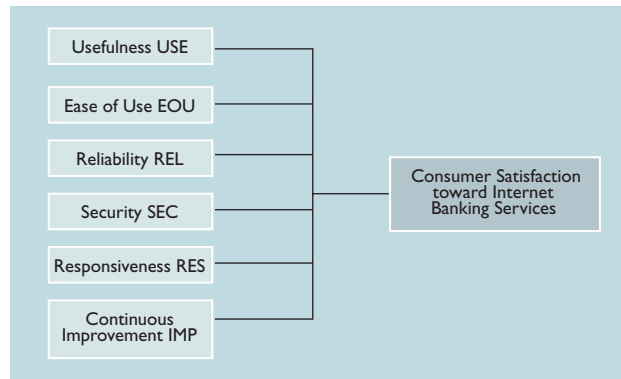 Usefulness USE
Ease of Use EOU
Reliability REL
Security SEC
Responsiveness RES
Continuous
Improvement IMP
Consumer Satisfaction
toward Internet
Banking Services